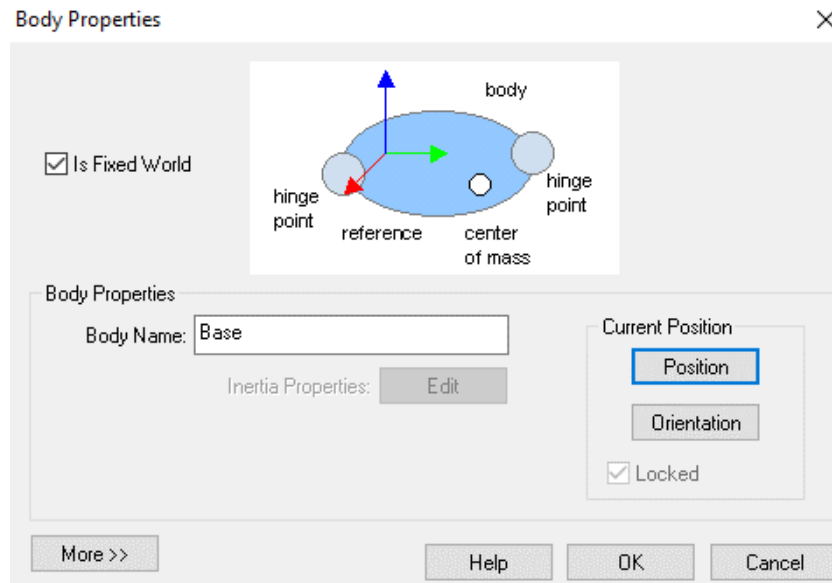 Body Properties
Is Fixed World
body
hinge
point
reference
center
of mass
hinge
point
Body Properties
Body Name: Base
Inertia Properties: Edit
Current Position
Position
Orientation
Locked
More >>
Help
OK
Cancel